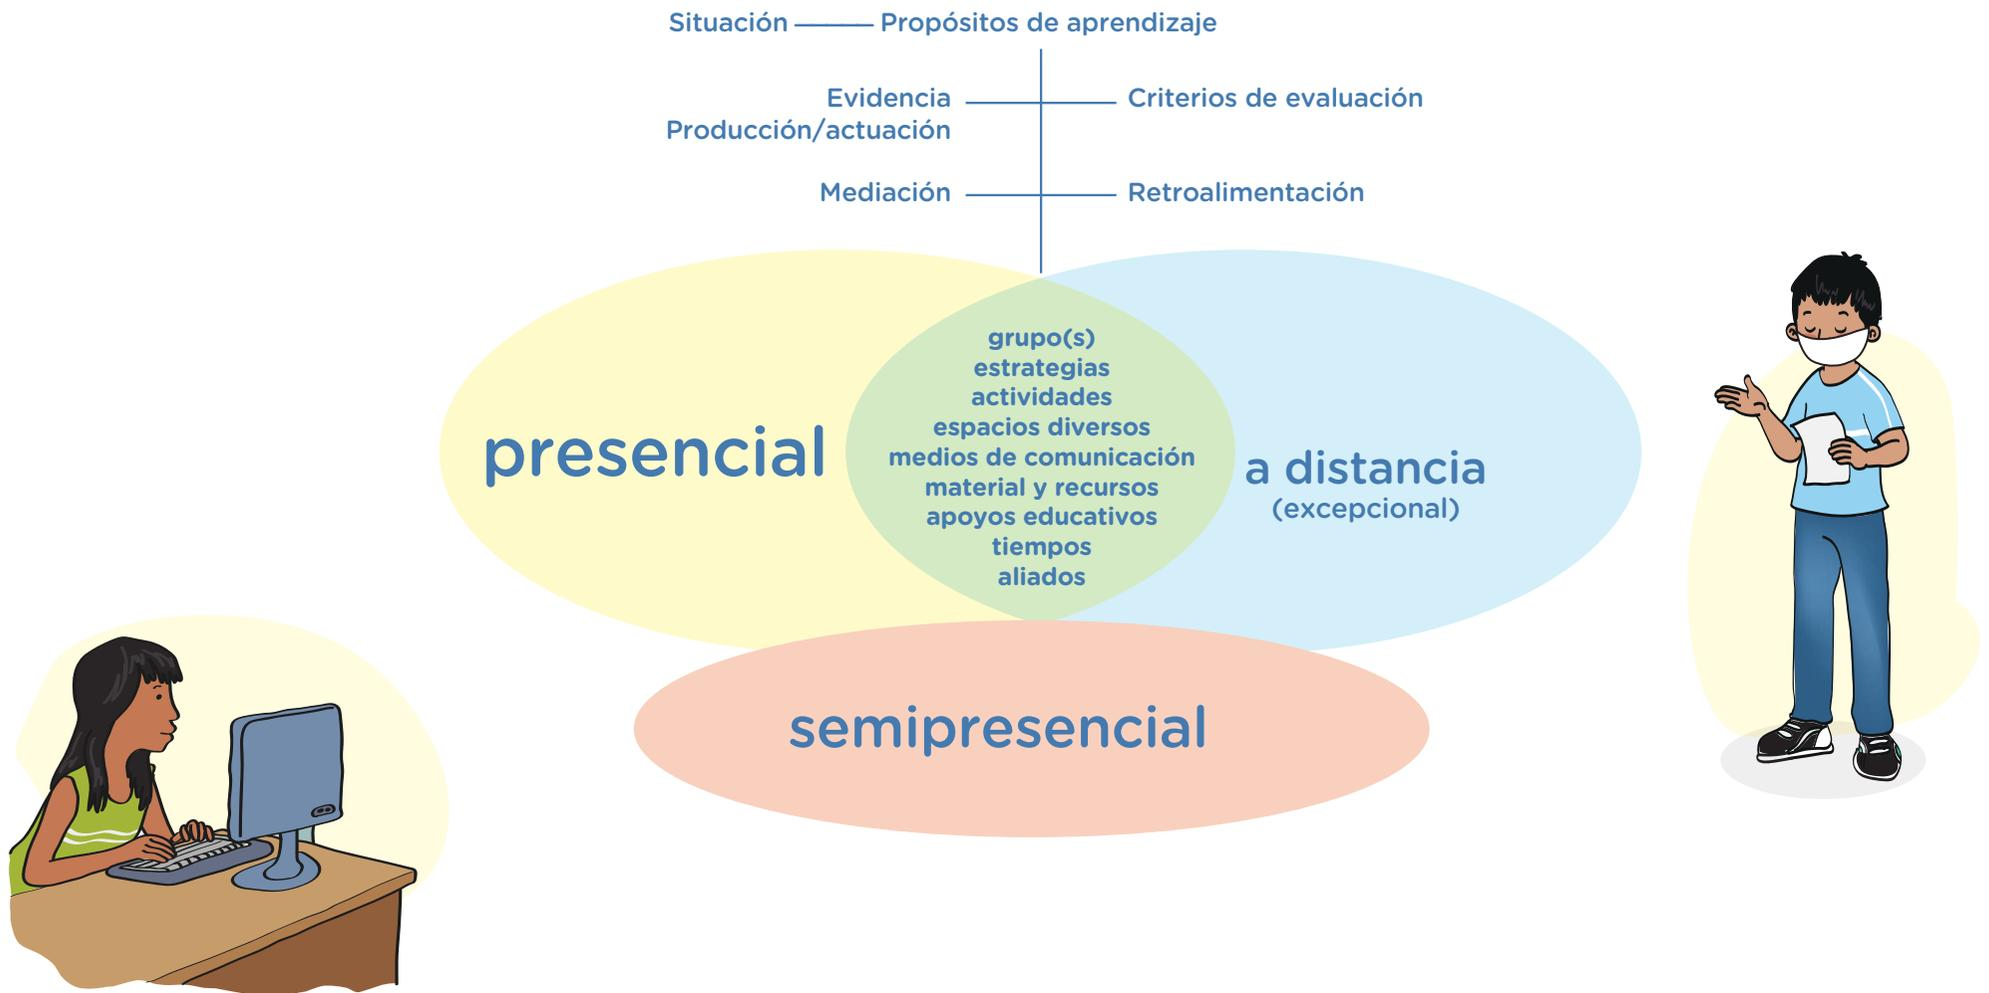 Situación Propósitos de aprendizaje
Evidencia Criterios de evaluación
Producción/actuación
Mediación Retroalimentación
grupo(s)
estrategias
actividades
espacios diversos
medios de comunicación
material y recursos
apoyos educativos
tiempos
aliados
presencial
a distancia
(excepcional)
semipresencial